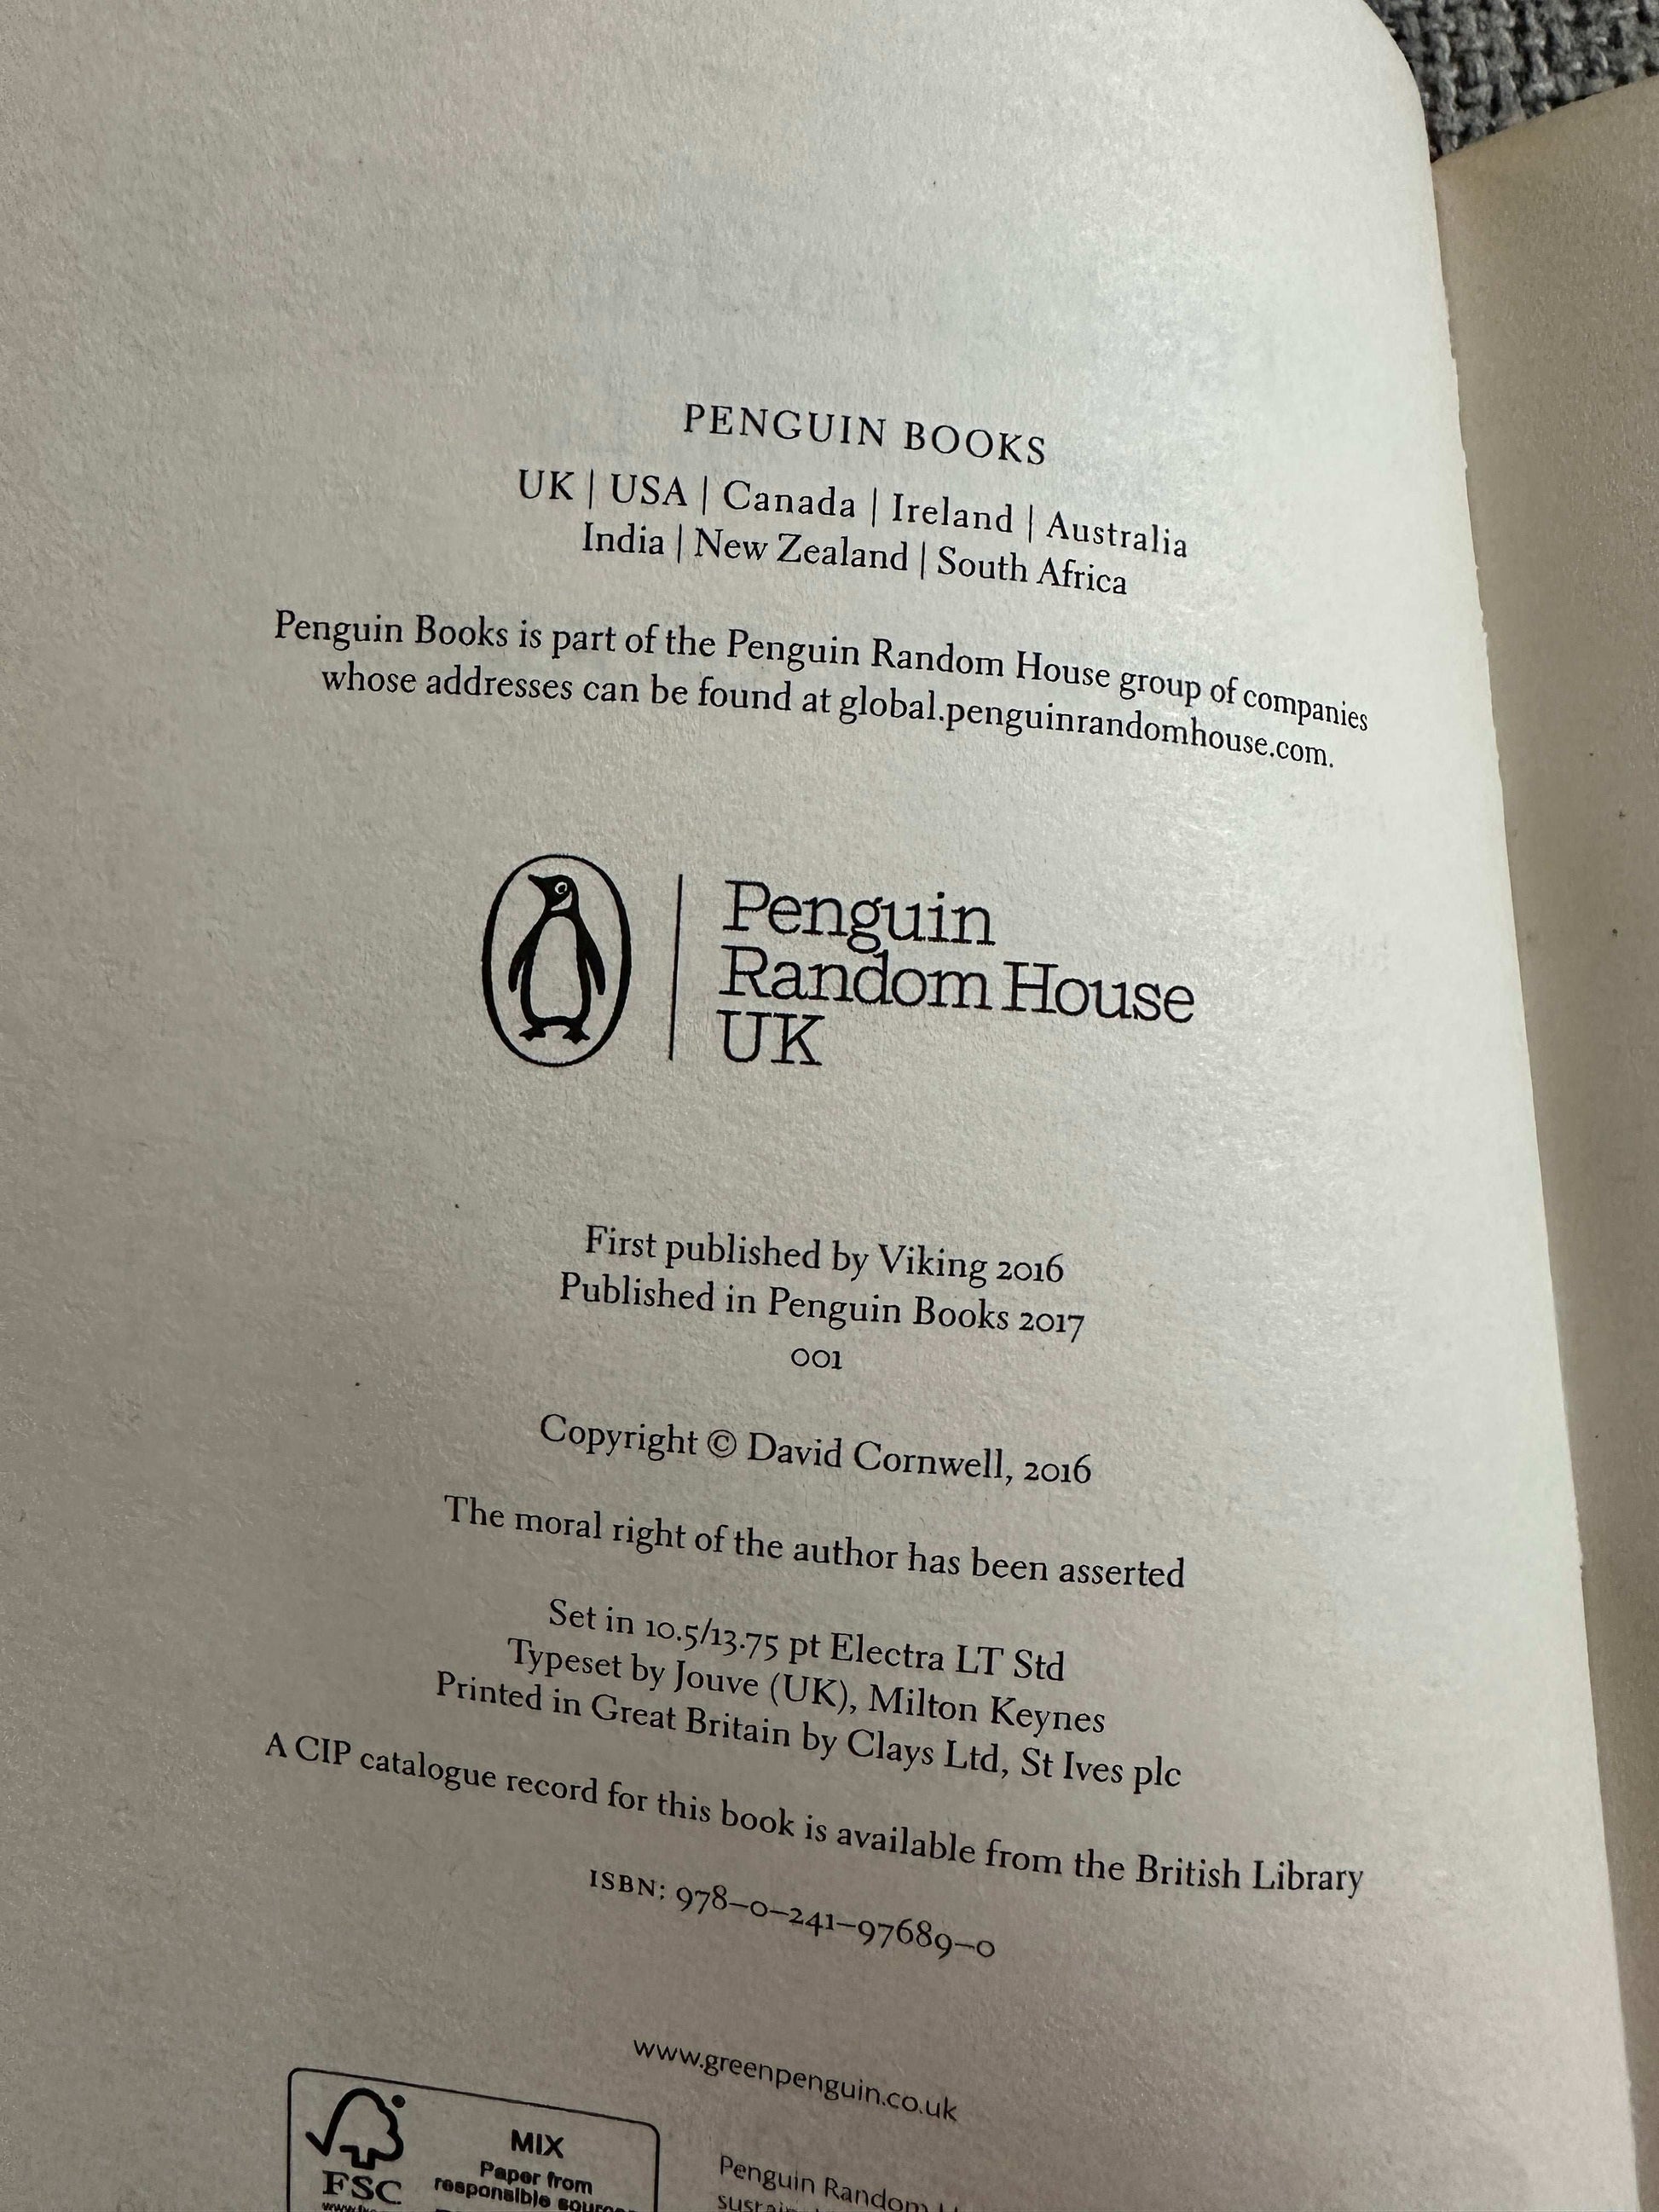 PENGUIN BOOKS
UK | USA | Canada | Ireland | Australia
India | New Zealand | South Africa
Penguin Books is part of the Penguin Random House group of companies
whose addresses can be found at global.penguinrandomhouse.com.
Penguin
Random House
UK
First published by Viking 2016
Published in Penguin Books 2017
001
Copyright © David Cornwell, 2016
The moral right of the author has been asserted
Set in 10.5/13.75 pt Electra LT Std
Typeset by Jouve (UK), Milton Keynes
Printed in Great Britain by Clays Ltd, St Ives plc
A CIP catalogue record for this book is available from the British Library
ISBN: 978–0–241–97689–0
www.greenpenguin.co.uk
MIX
Paper from
responsible
FSC
Penguin Random